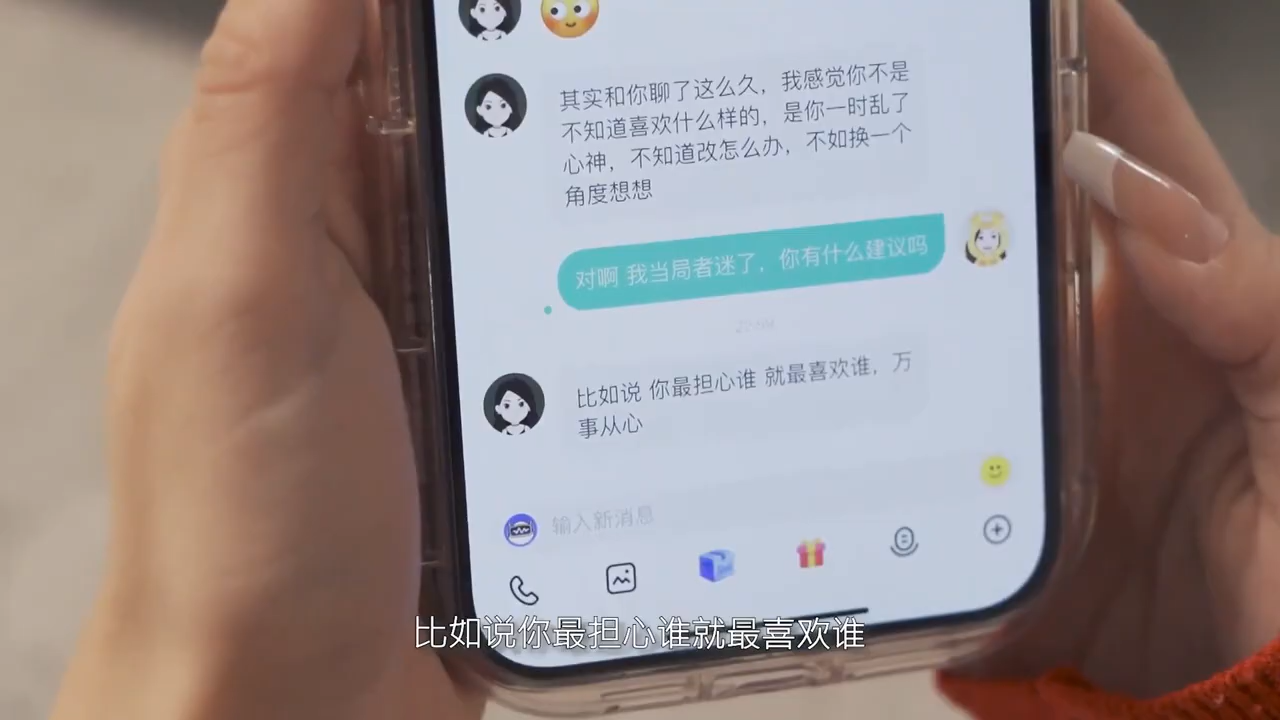 其实和你聊了这么久，我感觉你不是
不知道喜欢什么样的，是你一时乱了
心神，不知道改怎么办，不如换一个
角度想想
对啊 我当局者迷了，你有什么建议吗
比如说 你最担心谁 就最喜欢谁，万
事从心
输入新消息
比如说你最担心谁就最喜欢谁